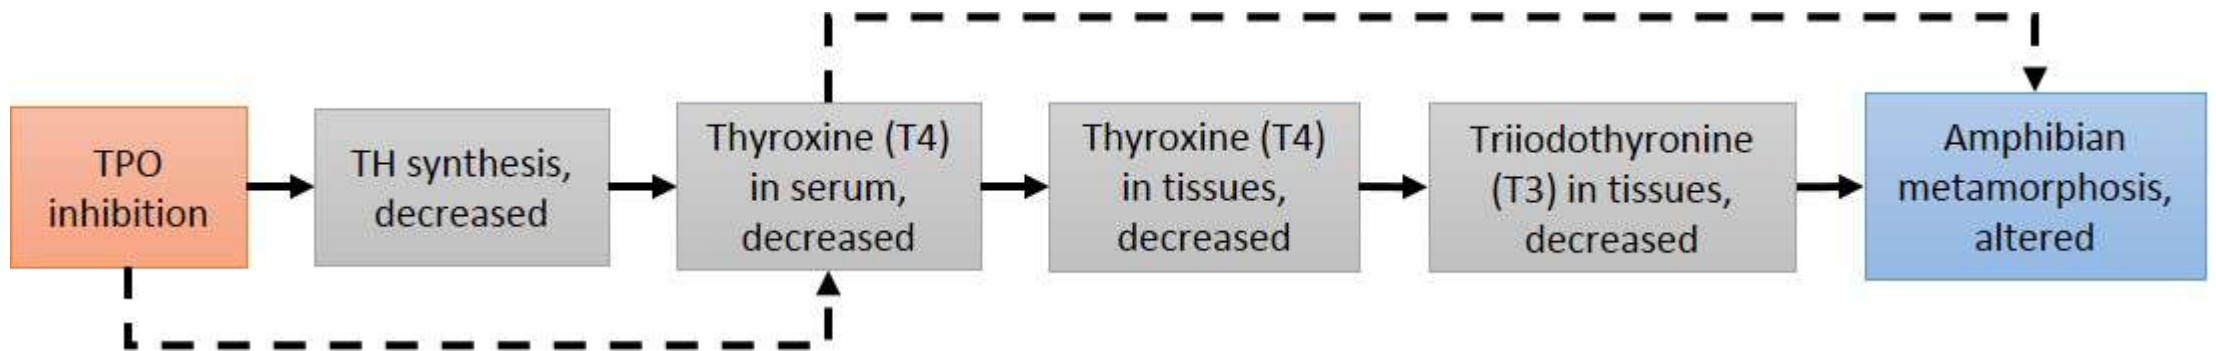 TPO
inhibition
TH synthesis,
decreased
Thyroxine (T4)
in serum,
decreased
Thyroxine (T4)
in tissues,
decreased
Triiodothyronine
(T3) in tissues,
decreased
Amphibian
metamorphosis,
altered